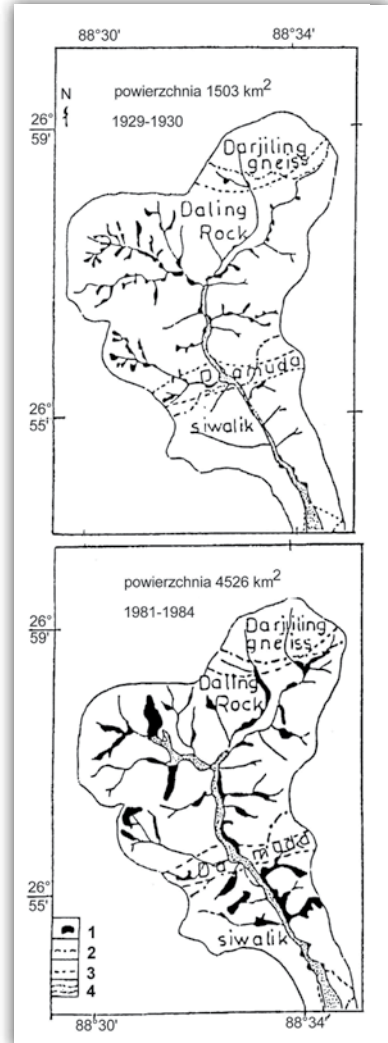 88°30'
88°34'
powierzchnia 1503 km²
N
1929-1930
26°
59'
Darjiling
gneiss
Daling
Rock
Damuda
26°
55'
siwalik
powierzchnia 4526 km²
1981-1984
26°
59'
Darjiling
gneiss
Daling
Rock
Damuda
26°
55'
siwalik
1
2
3
4
88°30'
88°34'